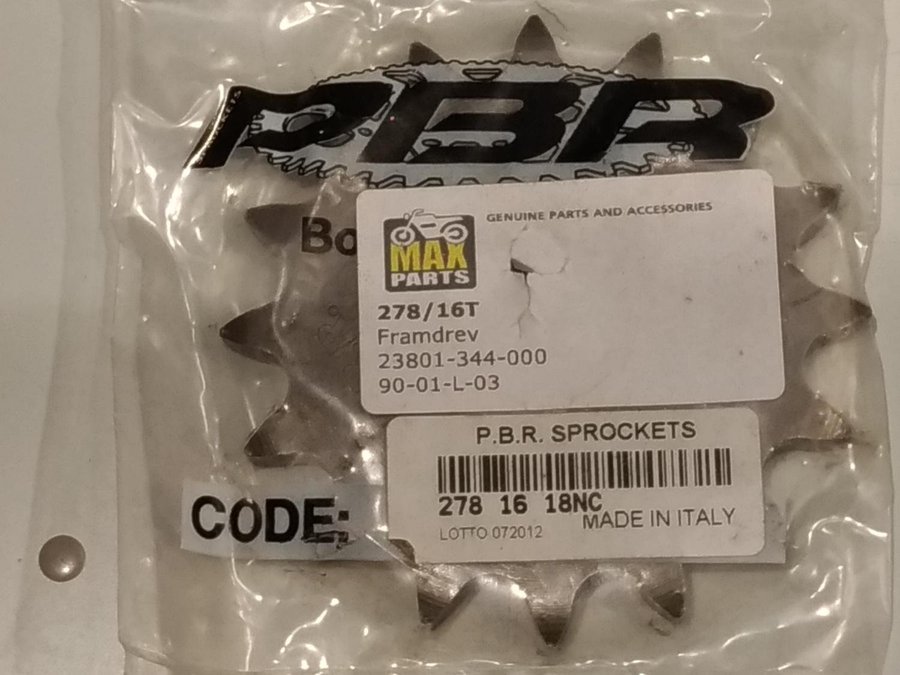 PBR
Bo
GENUINE PARTS AND ACCESSORIES
MAX
PARTS
278/16T
Framdrev
23801-344-000
90-01-L-03
P.B.R. SPROCKETS
278 16 18NC
MADE IN ITALY
LOTTO 072012
CODE: